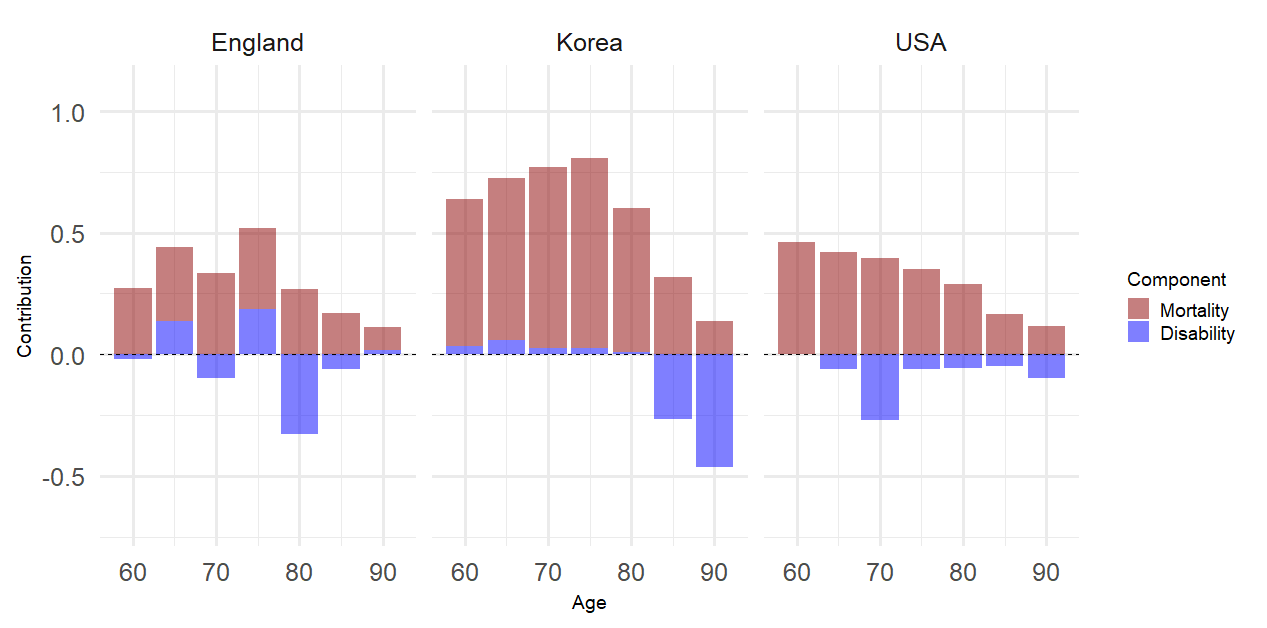 England Korea USA
1.0
0.5
0.0
-0.5
Contribution
60 70 80 90 60 70 80 90 60 70 80 90
Age
Component
Mortality
Disability